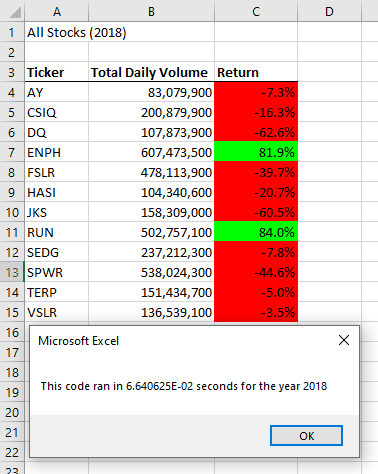 A B C D
1 All Stocks (2018)
2
3 Ticker Total Daily Volume Return
4 AY 83,079,900 -7.3%
5 CSIQ 200,879,900 -16.3%
6 DQ 107,873,900 -62.6%
7 ENPH 607,473,500 81.9%
8 FSLR 478,113,900 -39.7%
9 HASI 104,340,600 -20.7%
10 JKS 158,309,000 -60.5%
11 RUN 502,757,100 84.0%
12 SEDG 237,212,300 -7.8%
13 SPWR 538,024,300 -44.6%
14 TERP 151,434,700 -5.0%
15 VSLR 136,539,100 -3.5%
16
17 Microsoft Excel
18
19 This code ran in 6.640625E-02 seconds for the year 2018
20
21 OK
22
23